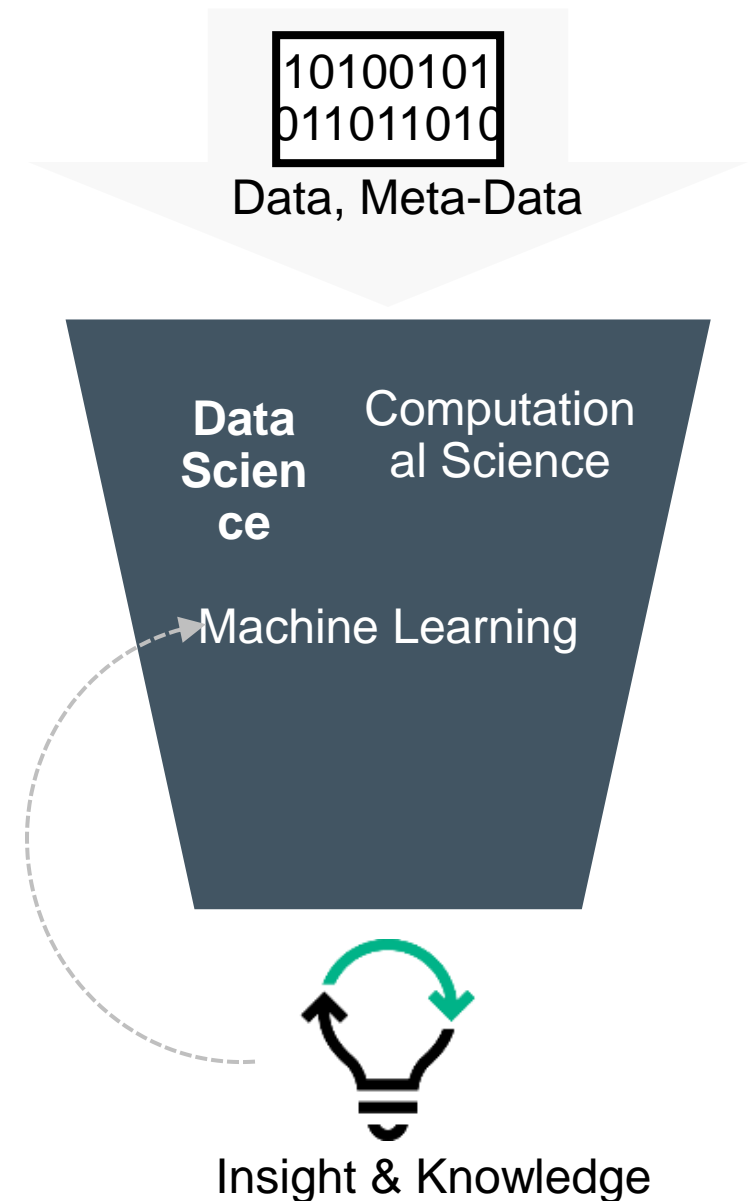 10100101
011011010
Data, Meta-Data
Data
Scien
ce
Computation
al Science
Machine Learning
Insight & Knowledge